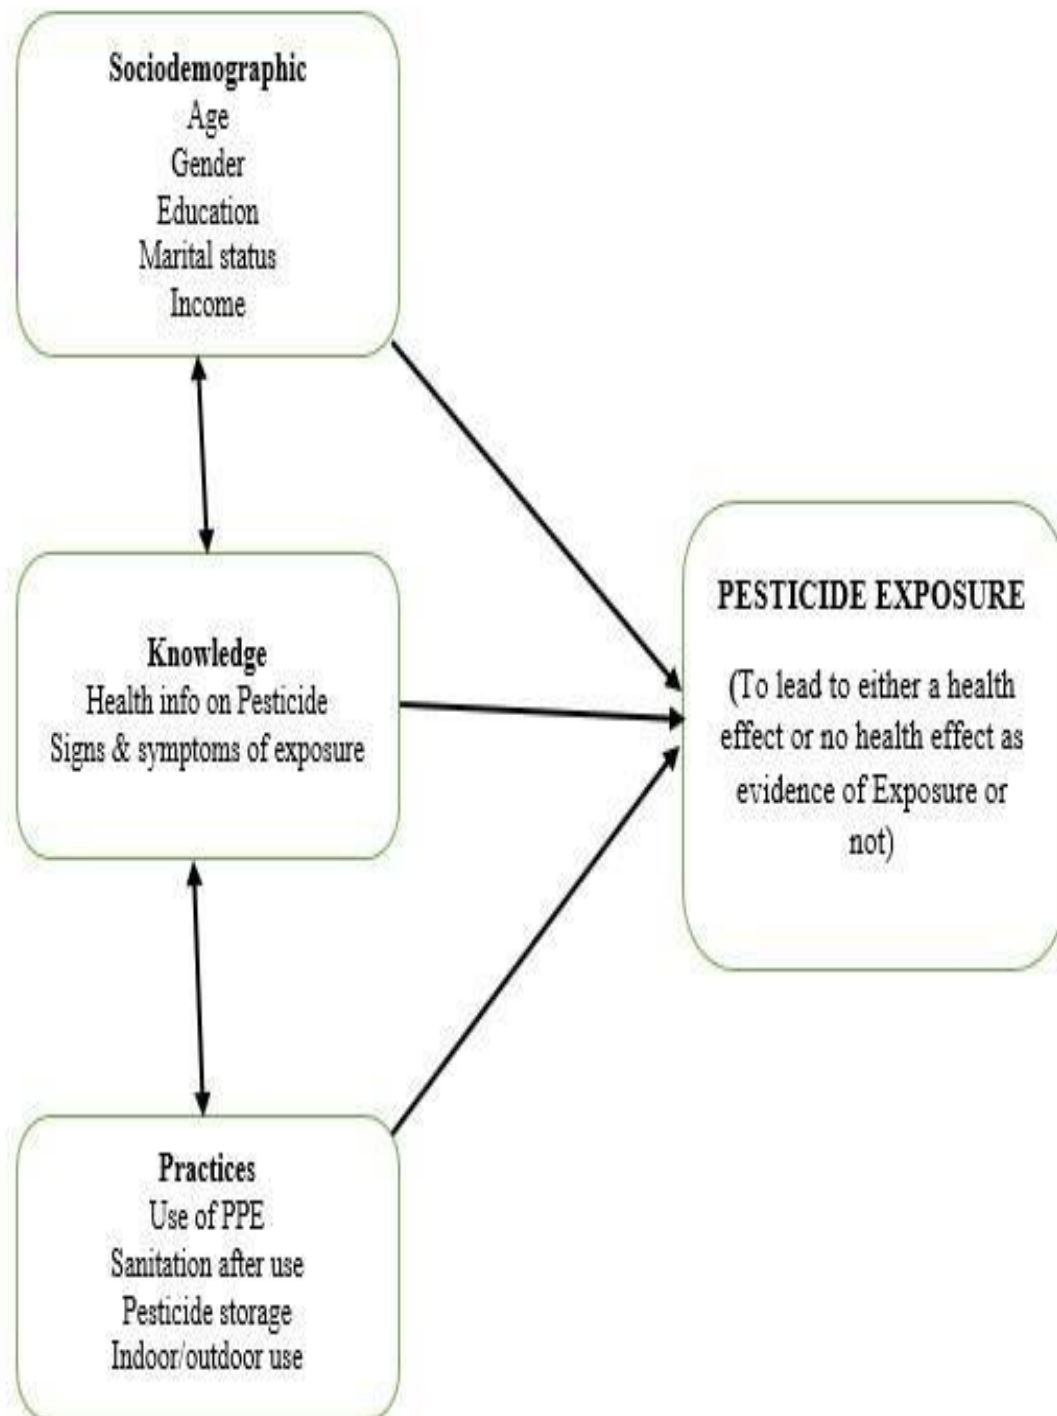 Sociodemographic
Age
Gender
Education
Marital status
Income
Knowledge
Health info on Pesticide
Signs & symptoms of exposure
Practices
Use of PPE
Sanitation after use
Pesticide storage
Indoor/outdoor use
PESTICIDE EXPOSURE
(To lead to either a health
effect or no health effect as
evidence of Exposure or
not)